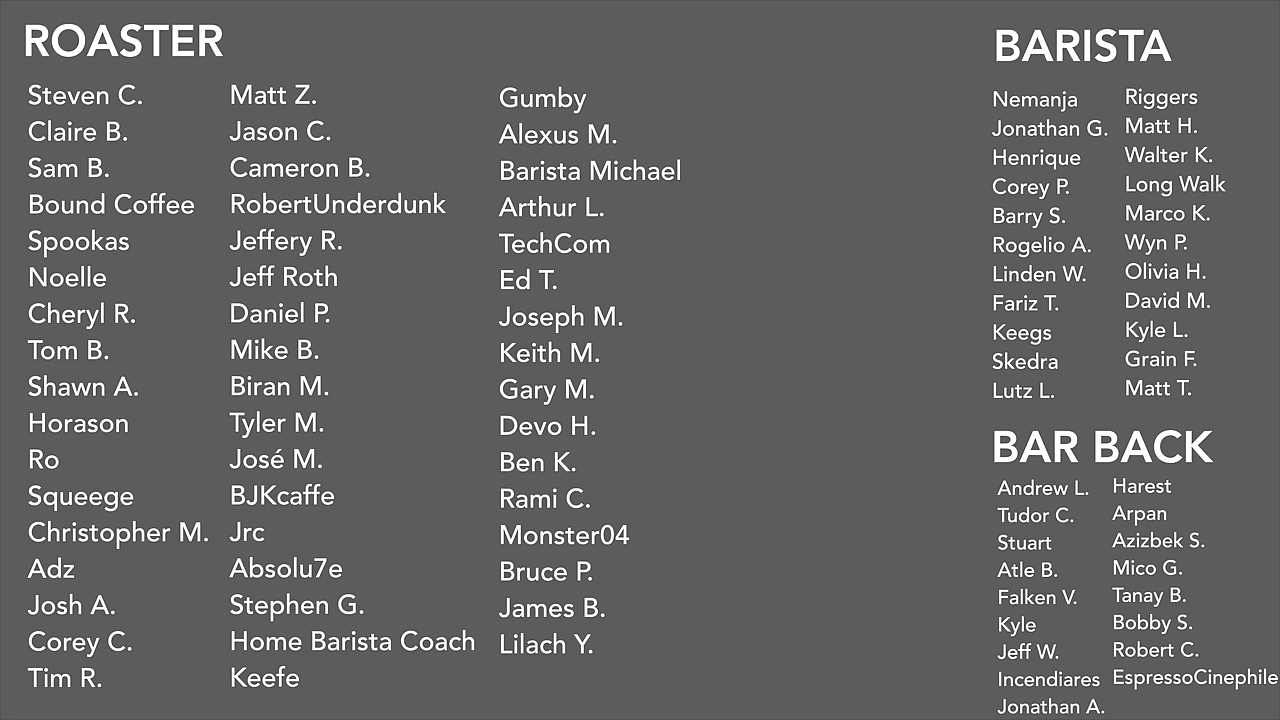 ROASTER
Steven C.
Claire B.
Sam B.
Bound Coffee
Spookas
Noelle
Cheryl R.
Tom B.
Shawn A.
Horason
Ro
Squeege
Christopher M.
Adz
Josh A.
Corey C.
Tim R.
Matt Z.
Jason C.
Cameron B.
RobertUnderdunk
Jeffery R.
Jeff Roth
Daniel P.
Mike B.
Biran M.
Tyler M.
José M.
BJKcaffe
Jrc
Absolu7e
Stephen G.
Home Barista Coach
Keefe
Gumby
Alexus M.
Barista Michael
Arthur L.
TechCom
Ed T.
Joseph M.
Keith M.
Gary M.
Devo H.
Ben K.
Rami C.
Monster04
Bruce P.
James B.
Lilach Y.
BARISTA
Nemanja
Jonathan G.
Henrique
Corey P.
Barry S.
Rogelio A.
Linden W.
Fariz T.
Keegs
Skedra
Lutz L.
Riggers
Matt H.
Walter K.
Long Walk
Marco K.
Wyn P.
Olivia H.
David M.
Kyle L.
Grain F.
Matt T.
BAR BACK
Andrew L.
Tudor C.
Stuart
Atle B.
Falken V.
Kyle
Jeff W.
Incendiares
Jonathan A.
Harest
Arpan
Azizbek S.
Mico G.
Tanay B.
Bobby S.
Robert C.
EspressoCinephile